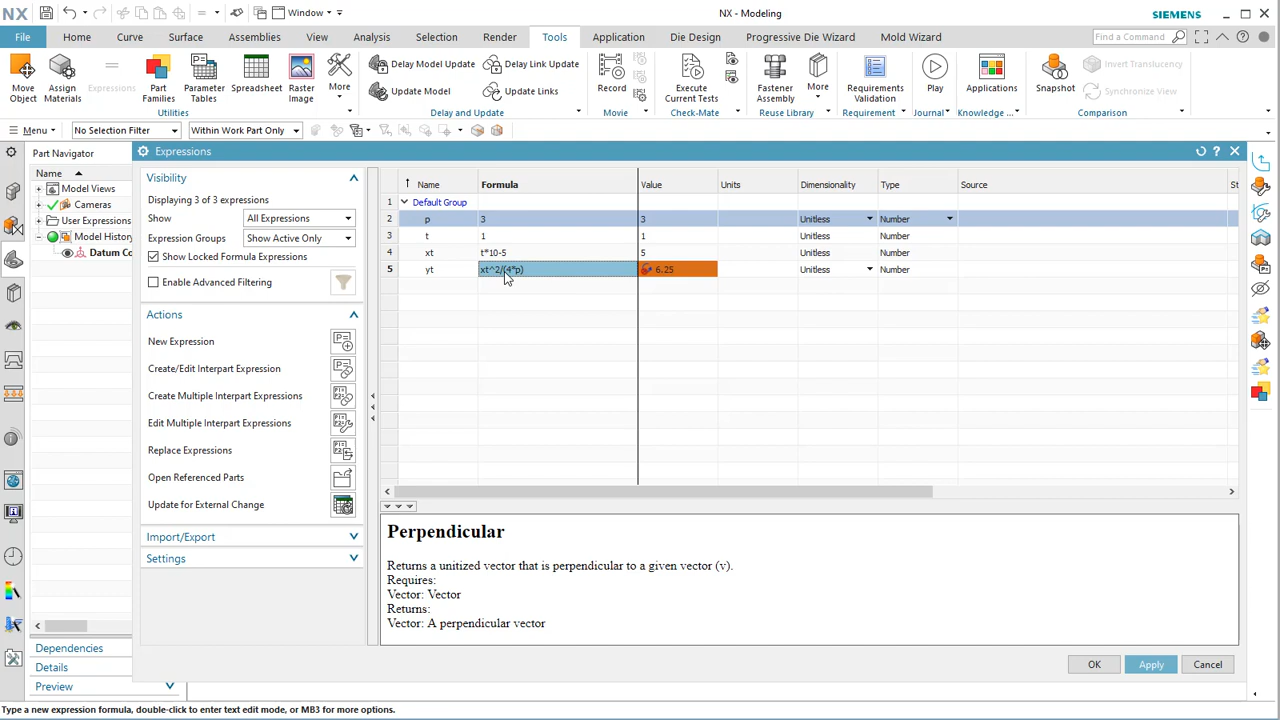 NX
Window
NX - Modeling
SIEMENS
File
Home
Curve
Surface
Assemblies
View
Analysis
Selection
Render
Tools
Application
Die Design
Progressive Die Wizard
Mold Wizard
Find a Command
Move Object
Assign Materials
Expressions
Part Families
Parameter Tables
Spreadsheet
Raster Image
More
Delay Model Update
Update Model
Delay Link Update
Update Links
Record
Execute Current Tests
Fastener Assembly
More
Requirements Validation
Play
Applications
Snapshot
Invert Translucency
Synchronize View
Utilities
Delay and Update
Movie
Check-Mate
Reuse Library
Requirement
Journal
Knowledge ...
Comparison
Menu
No Selection Filter
Within Work Part Only
Part Navigator
Name
Model Views
Cameras
User Expressions
Model History
Datum Co
Dependencies
Details
Preview
Expressions
Visibility
Displaying 3 of 3 expressions
Show
All Expressions
Expression Groups
Show Active Only
Show Locked Formula Expressions
Enable Advanced Filtering
Actions
New Expression
Create/Edit Interpart Expression
Create Multiple Interpart Expressions
Edit Multiple Interpart Expressions
Replace Expressions
Open Referenced Parts
Update for External Change
Import/Export
Settings
Name Formula Value Units Dimensionality Type Source St
1 Default Group
2 p 3 3 Unitless Number
3 t 1 1 Unitless Number
4 xt t*10-5 5 Unitless Number
5 yt xt^2/(4*p) 6.25 Unitless Number
Perpendicular
Returns a unitized vector that is perpendicular to a given vector (v).
Requires:
Vector: Vector
Returns:
Vector: A perpendicular vector
OK
Apply
Cancel
Type a new expression formula, double-click to enter text edit mode, or MB3 for more options.